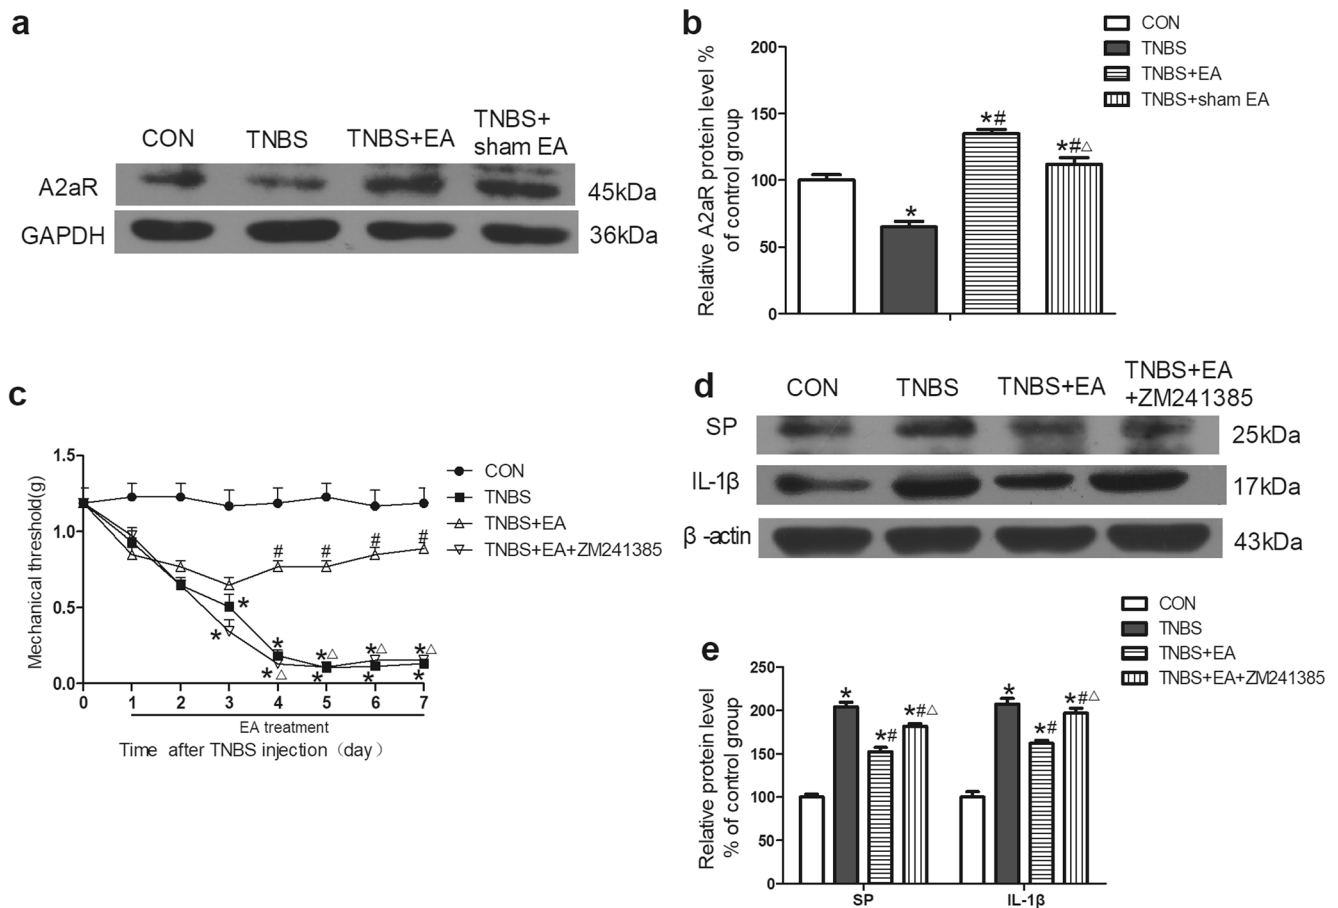 a
CON
TNBS
TNBS+EA
TNBS+
sham EA
A2aR
45kDa
GAPDH
36kDa
b
CON
TNBS
TNBS+EA
TNBS+sham EA
Relative A2aR protein level %
of control group
200
150
100
50
0
*
*#
*#△
c
Mechanical threshold(g)
1.5
1.0
0.5
0.0
CON
TNBS
TNBS+EA
TNBS+EA+ZM241385
# # # #
* *△ *△ *△
* *
*△ * * *
0 1 2 3 4 5 6 7
EA treatment
Time after TNBS injection（day）
d
CON
TNBS
TNBS+EA
TNBS+EA
+ZM241385
SP
25kDa
IL-1β
17kDa
β -actin
43kDa
e
CON
TNBS
TNBS+EA
TNBS+EA+ZM241385
Relative protein level
% of control group
250
200
150
100
50
0
* *# *#△
* *# *#△
SP IL-1β